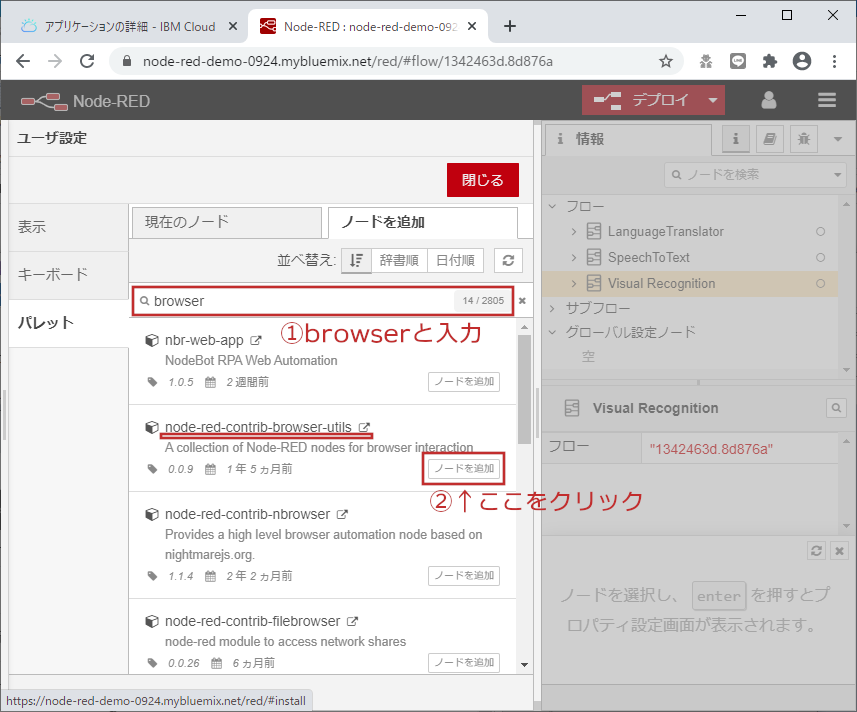 アプリケーションの詳細 - IBM Cloud
Node-RED : node-red-demo-092
node-red-demo-0924.mybluemix.net/red/#flow/1342463d.8d876a
Node-RED
デプロイ
ユーザ設定
閉じる
表示
キーボード
パレット
現在のノード
ノードを追加
並べ替え:
辞書順
日付順
browser
14 / 2805
①browserと入力
nbr-web-app
NodeBot RPA Web Automation
1.0.5
2 週間前
ノードを追加
node-red-contrib-browser-utils
A collection of Node-RED nodes for browser interaction
0.0.9
1 年 5 ヵ月前
ノードを追加
②↑ここをクリック
node-red-contrib-nbrowser
Provides a high level browser automation node based on
nightmarejs.org.
1.1.4
2 年 2 ヵ月前
ノードを追加
node-red-contrib-filebrowser
node-red module to access network shares
0.0.26
6 ヵ月前
ノードを追加
情報
ノードを検索
フロー
LanguageTranslator
SpeechToText
Visual Recognition
サブフロー
グローバル設定ノード
空
Visual Recognition
フロー
"1342463d.8d876a"
ノードを選択し、 enter を押すとプ
ロパティ設定画面が表示されます。
https://node-red-demo-0924.mybluemix.net/red/#install